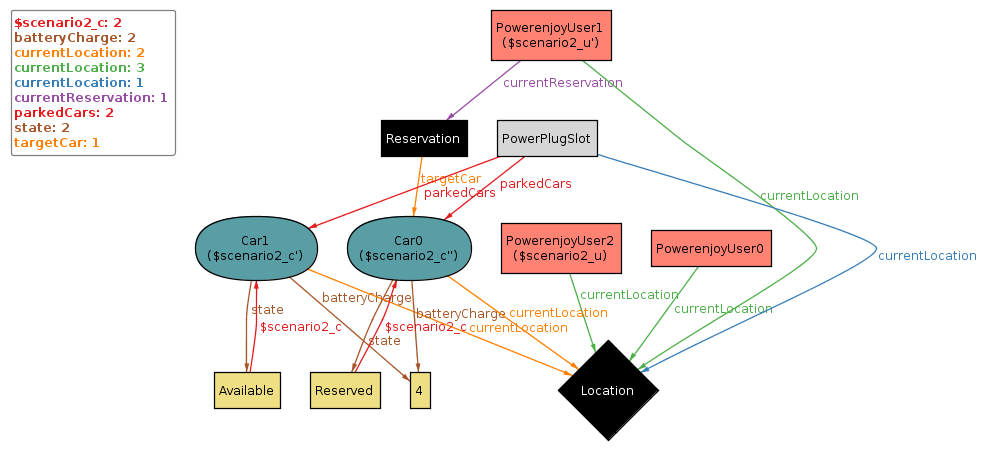 $scenario2_c: 2
batteryCharge: 2
currentLocation: 2
currentLocation: 3
currentLocation: 1
currentReservation: 1
parkedCars: 2
state: 2
targetCar: 1
PowerenjoyUser1
($scenario2_u')
currentReservation
Reservation
PowerPlugSlot
targetCar
parkedCars
parkedCars
currentLocation
Car1
($scenario2_c')
Car0
($scenario2_c'')
PowerenjoyUser2
($scenario2_u)
PowerenjoyUser0
currentLocation
batteryCharge
currentLocation
state
$scenario2_c
batteryCharge
$scenario2_c
state
currentLocation
currentLocation
currentLocation
Available
Reserved
4
Location